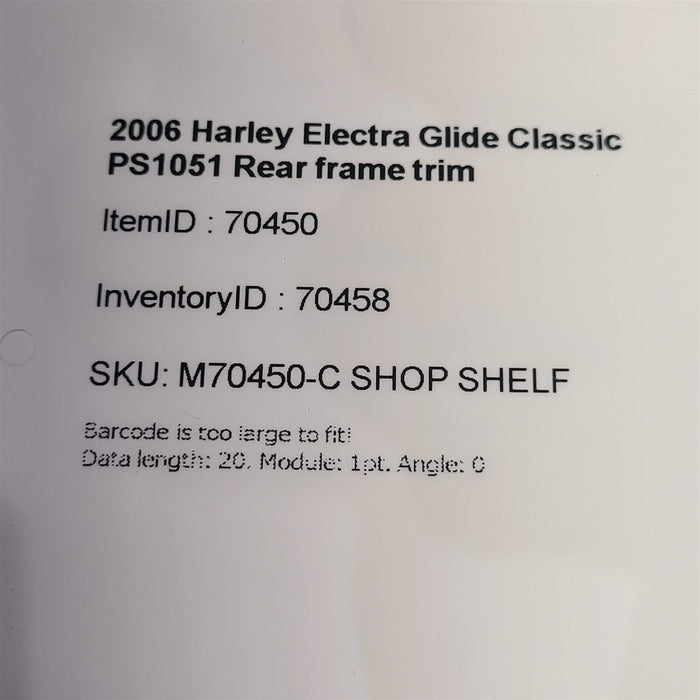 2006 Harley Electra Glide Classic
PS1051 Rear frame trim
ItemID : 70450
InventoryID : 70458
SKU: M70450-C SHOP SHELF
Barcode is too large to fit!
Data length: 20, Module: 1pt. Angle: 0